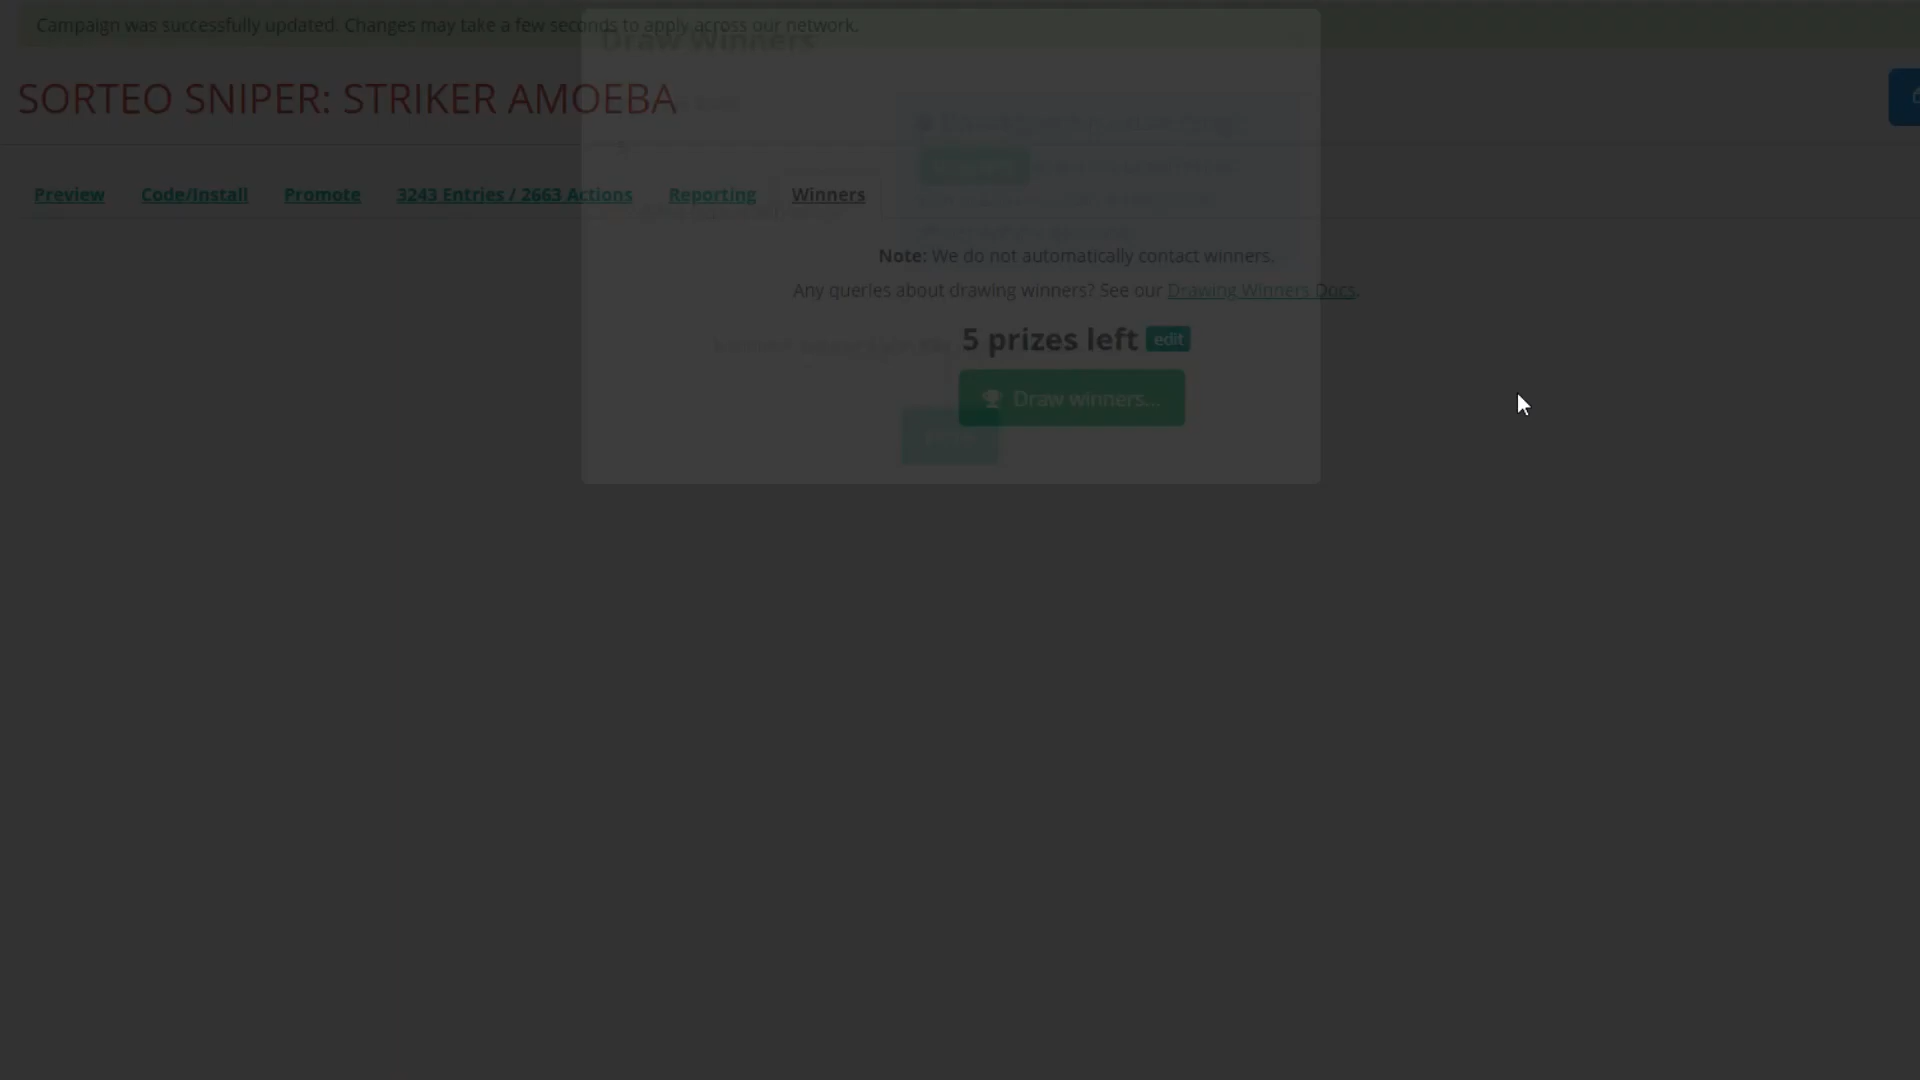 Campaign was successfully updated. Changes may take a few seconds to apply across our network.
Draw Winners
SORTEO SNIPER: STRIKER AMOEBA
Preview Code/Install Promote 3243 Entries / 2663 Actions Reporting Winners
Note: We do not automatically contact winners.
Any queries about drawing winners? See our Drawing Winners Docs.
5 prizes left edit
Draw winners...